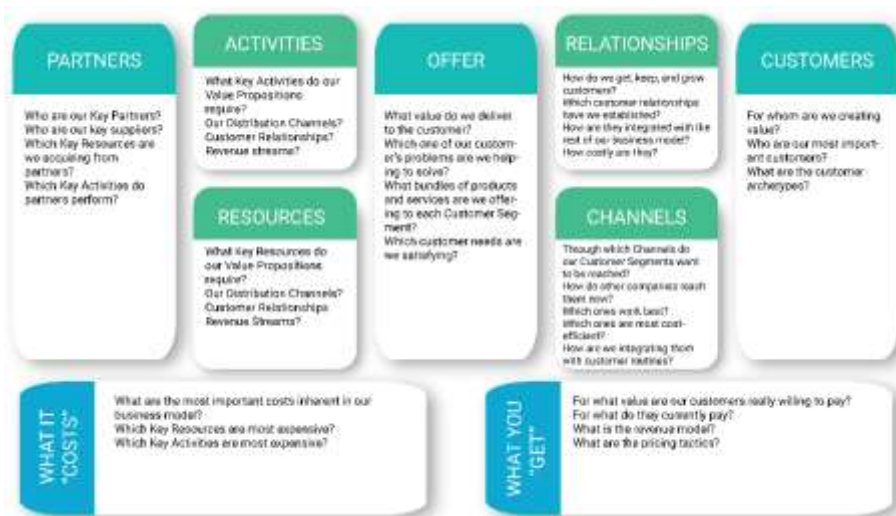 PARTNERS
Who are our Key Partners?
Who are our key suppliers?
Which Key Resources are
we acquiring from
partners?
Which Key Activities do
partners perform?
ACTIVITIES
What Key Activities do our
Value Propositions
require?
Our Distribution Channels?
Customer Relationships?
Revenue streams?
RESOURCES
What Key Resources do
our Value Propositions
require?
Our Distribution Channels?
Customer Relationships
Revenue Streams?
OFFER
What value do we deliver
to the customer?
Which one of our custom-
er's problems are we help-
ing to solve?
What bundles of products
and services are we offer-
ing to each Customer Seg-
ment?
Which customer needs are
we satisfying?
RELATIONSHIPS
How do we get, keep, and grow
customers?
Which customer relationships
have we established?
How are they integrated with the
rest of our business model?
How costly are they?
CHANNELS
Through which Channels do
our Customer Segments want
to be reached?
How do other companies reach
them now?
Which ones work best?
Which ones are most cost-
efficient?
How are we integrating them
with customer routines?
CUSTOMERS
For whom are we creating
value?
Who are our most import-
ant customers?
What are the customer
archetypes?
WHAT IT
"COSTS"
What are the most important costs inherent in our
business model?
Which Key Resources are most expensive?
Which Key Activities are most expensive?
WHAT YOU
"GET"
For what value are our customers really willing to pay?
For what do they currently pay?
What is the revenue model?
What are the pricing tactics?